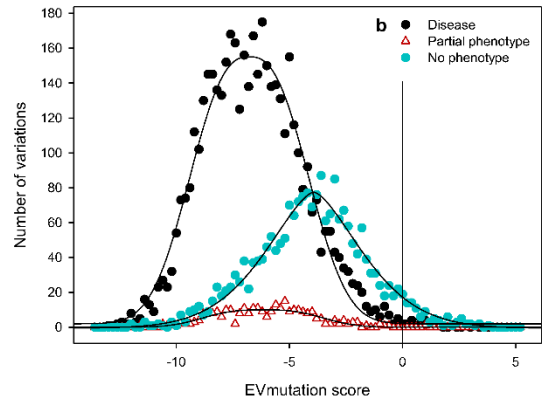 b
Disease
Partial phenotype
No phenotype
180
160
140
120
100
80
60
40
20
0
Number of variations
-10
-5
0
5
EVmutation score